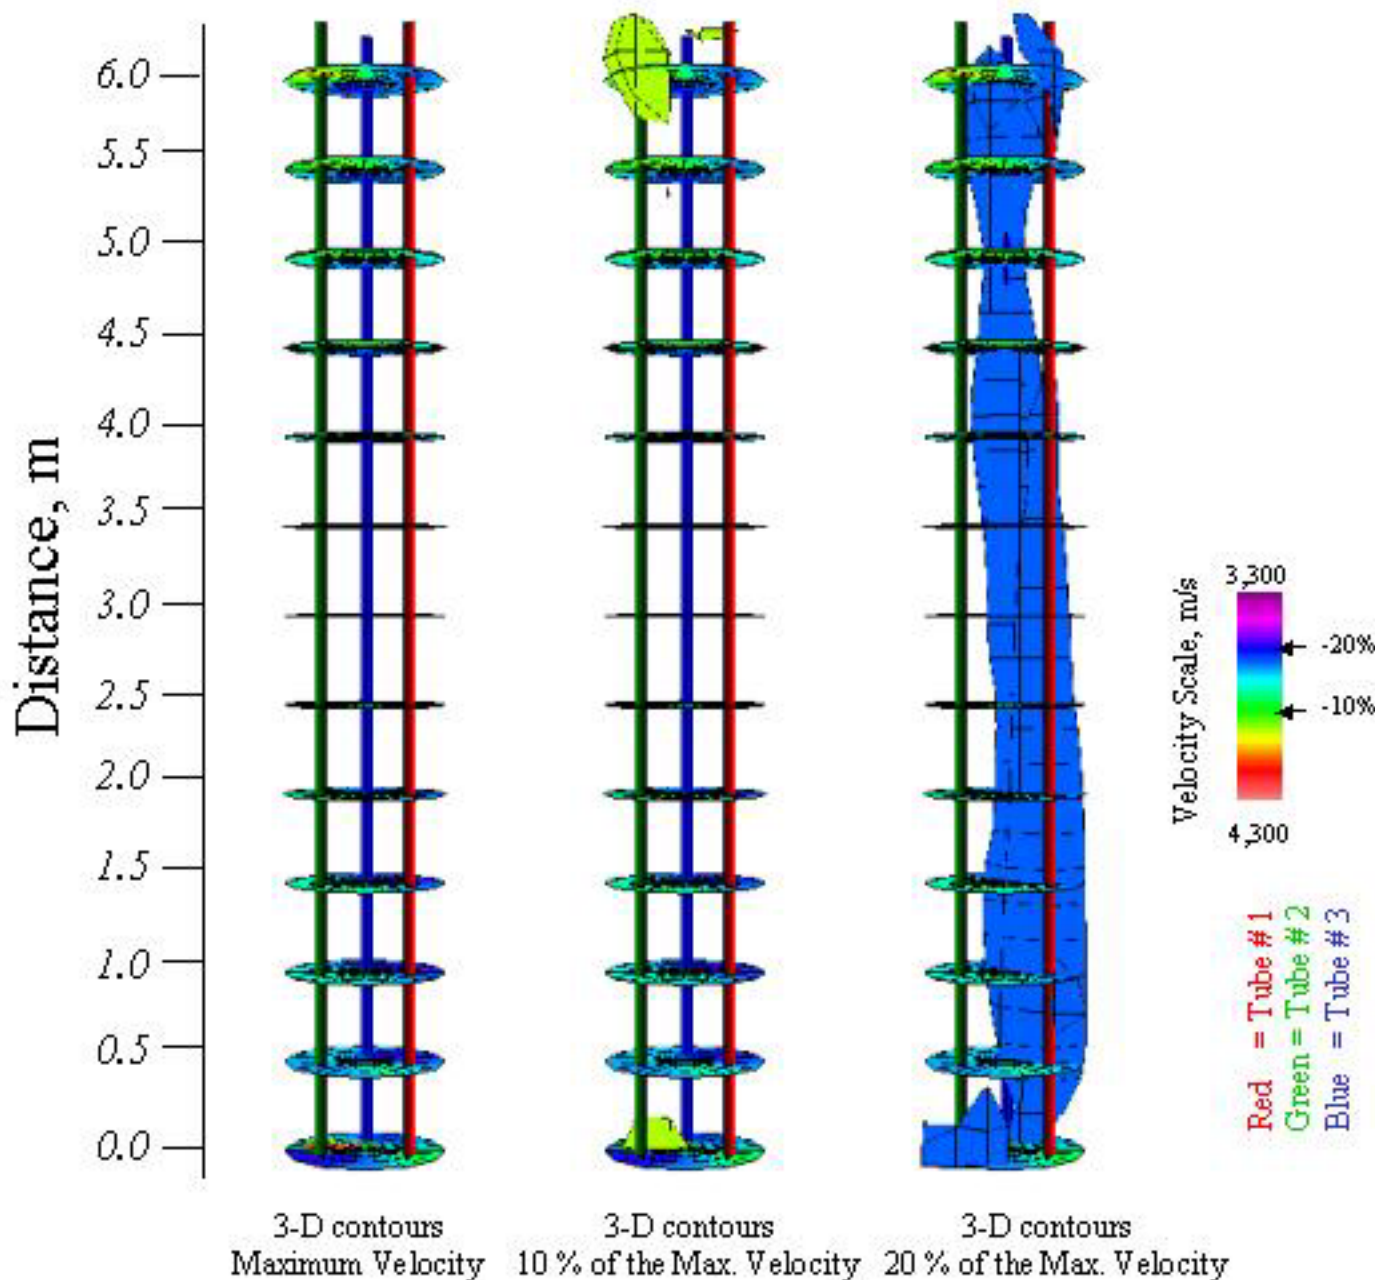 Distance, m
6.0
5.5
5.0
4.5
4.0
3.5
3.0
2.5
2.0
1.5
1.0
0.5
0.0
3-D contours
Maximum Velocity
3-D contours
10 % of the Max. Velocity
3-D contours
20 % of the Max. Velocity
Velocity Scale, m/s
3,300
-20%
-10%
4,300
Red = Tube #1
Green = Tube #2
Blue = Tube #3